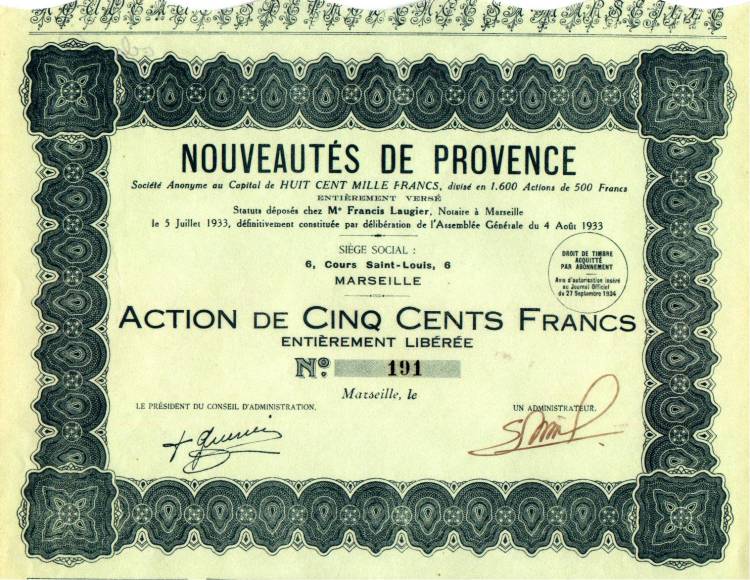 NOUVEAUTÉS DE PROVENCE
Société Anonyme au Capital de HUIT CENT MILLE FRANCS, divisé en 1.600 Actions de 500 Francs
ENTIÈREMENT VERSÉ
Statuts déposés chez Mᵉ Francis Laugier, Notaire à Marseille
le 5 Juillet 1933, définitivement constituée par délibération de l'Assemblée Générale du 4 Août 1933
SIÈGE SOCIAL :
6, Cours Saint-Louis, 6
MARSEILLE
DROIT DE TIMBRE
ACQUITTÉ
PAR ABONNEMENT
Avis d'autorisation inséré
au Journal Officiel
du 27 Septembre 1934
ACTION DE CINQ CENTS FRANCS
ENTIÈREMENT LIBÉRÉE
Nº 191
Marseille, le
LE PRÉSIDENT DU CONSEIL D'ADMINISTRATION,
UN ADMINISTRATEUR,